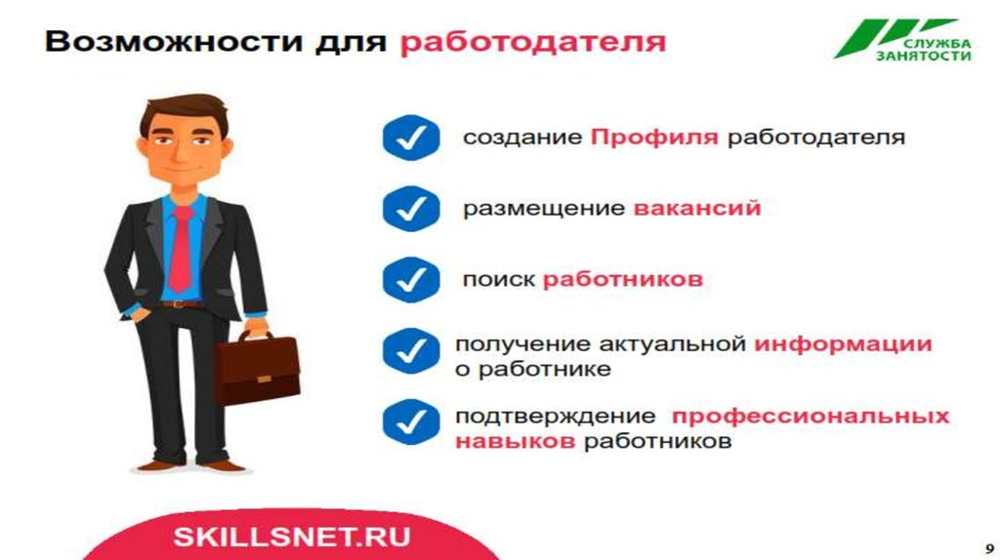 Возможности для работодателя
СЛУЖБА
ЗАНЯТОСТИ
создание Профиля работодателя
размещение вакансий
поиск работников
получение актуальной информации
о работнике
подтверждение профессиональных
навыков работников
SKILLSNET.RU
9